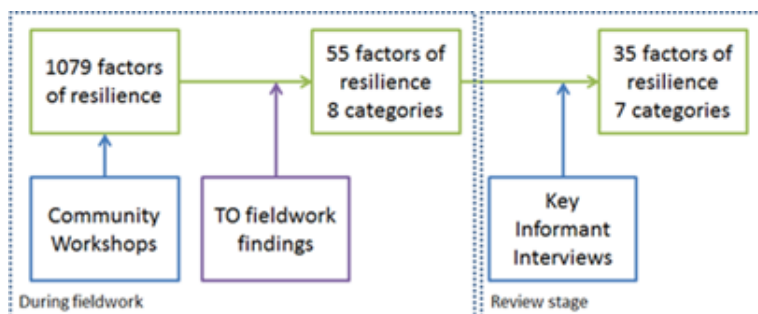 1079 factors
of resilience
55 factors of
resilience
8 categories
35 factors of
resilience
7 categories
Community
Workshops
TO fieldwork
findings
Key
Informant
Interviews
During fieldwork
Review stage